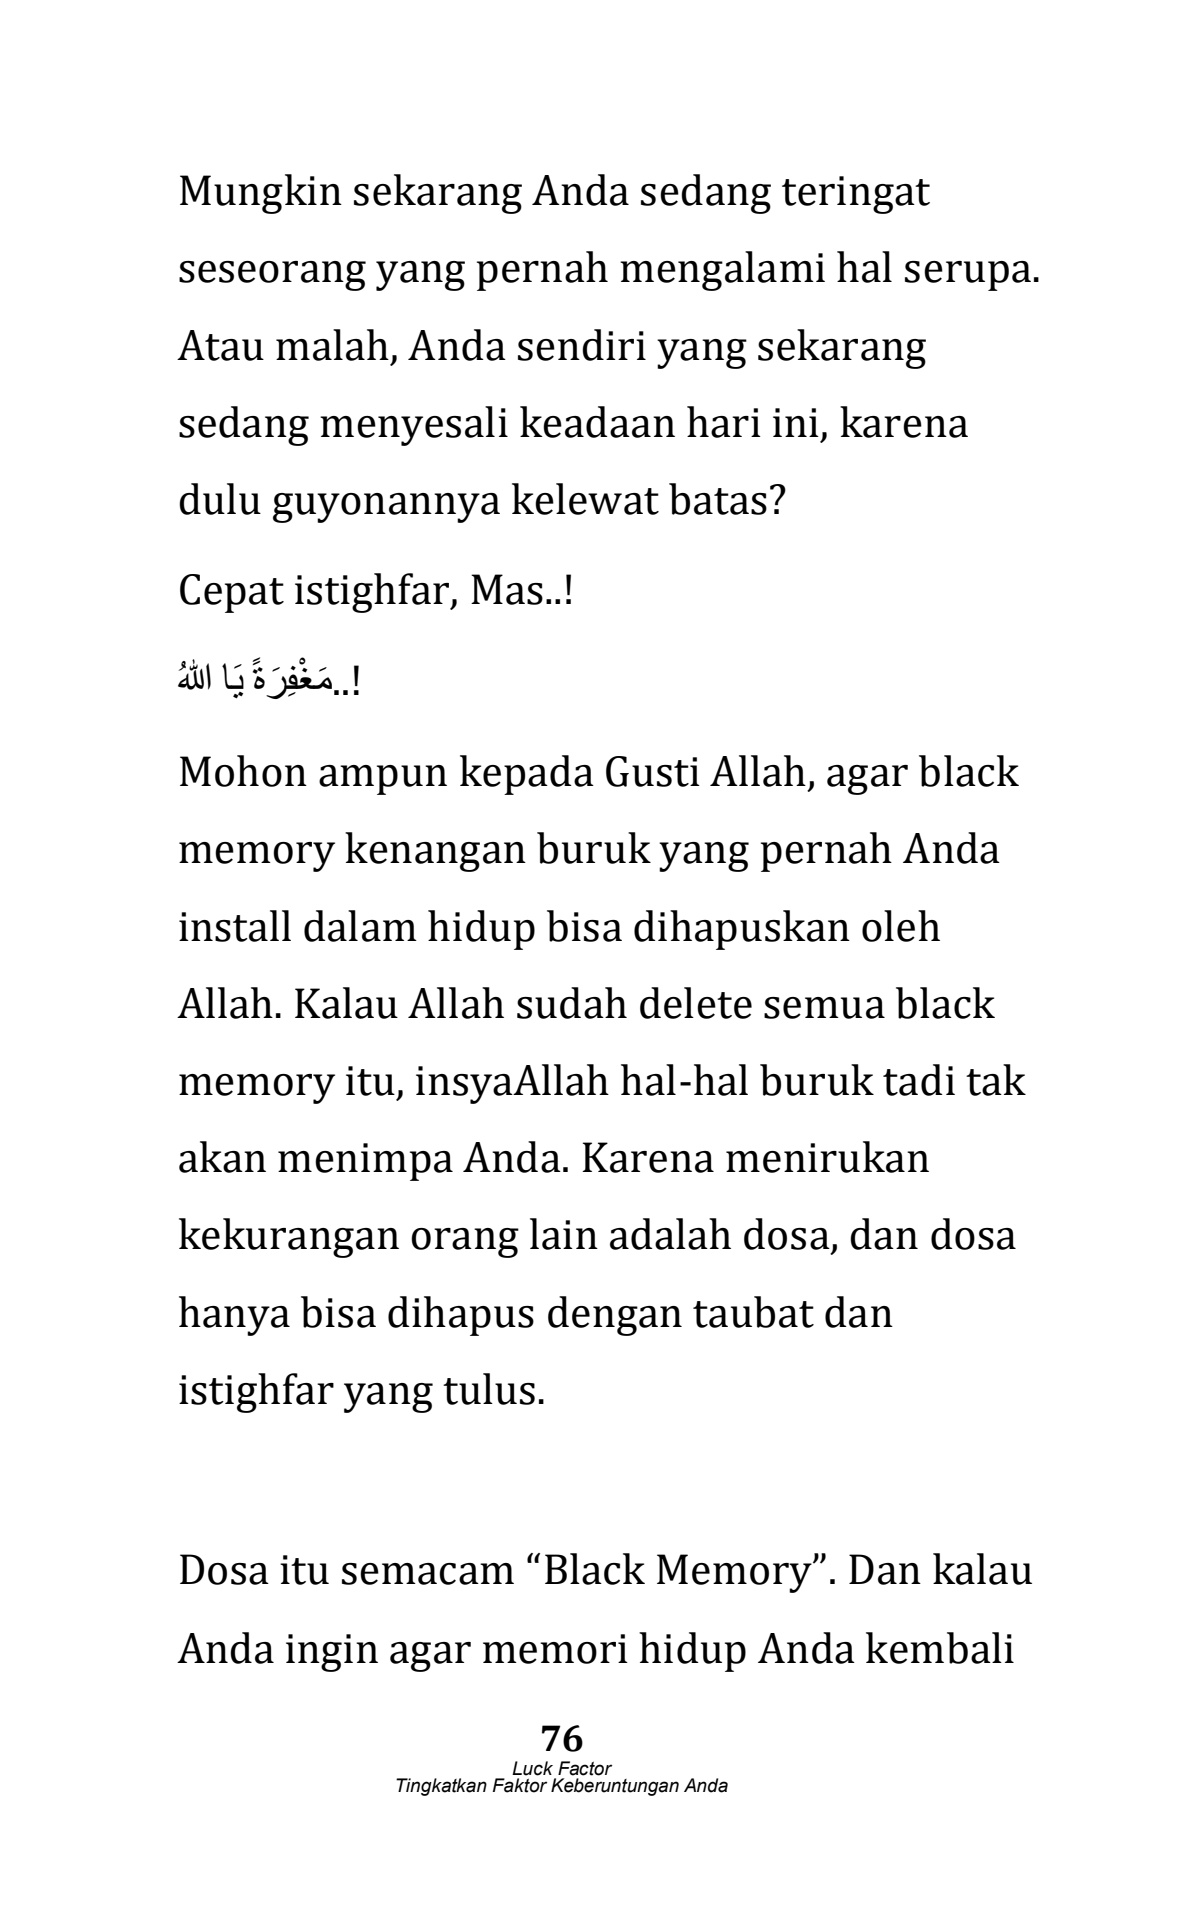 Mungkin sekarang Anda sedang teringat
seseorang yang pernah mengalami hal serupa.
Atau malah, Anda sendiri yang sekarang
sedang menyesali keadaan hari ini, karena
dulu guyonannya kelewat batas?
Cepat istighfar, Mas..!
مَغْفِرَةً يَا اللهُ..!
Mohon ampun kepada Gusti Allah, agar black
memory kenangan buruk yang pernah Anda
install dalam hidup bisa dihapuskan oleh
Allah. Kalau Allah sudah delete semua black
memory itu, insyaAllah hal-hal buruk tadi tak
akan menimpa Anda. Karena menirukan
kekurangan orang lain adalah dosa, dan dosa
hanya bisa dihapus dengan taubat dan
istighfar yang tulus.
Dosa itu semacam “Black Memory”. Dan kalau
Anda ingin agar memori hidup Anda kembali
76
Luck Factor
Tingkatkan Faktor Keberuntungan Anda